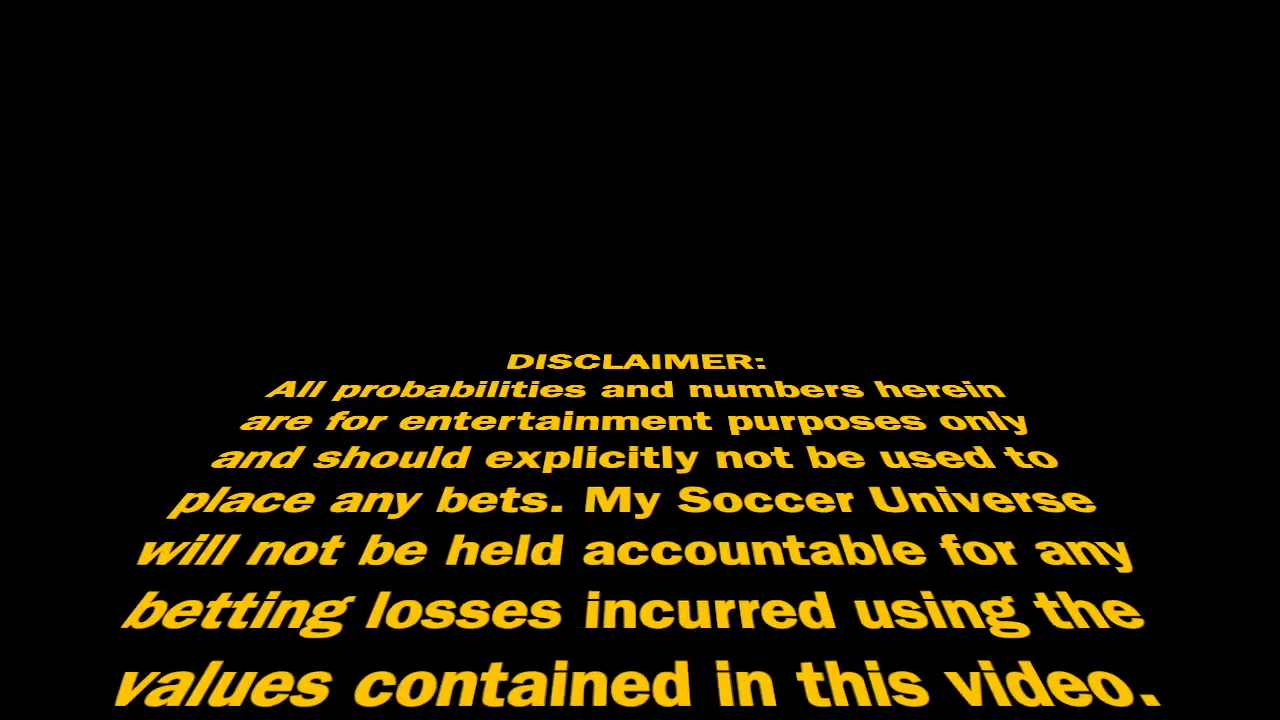 DISCLAIMER:
All probabilities and numbers herein
are for entertainment purposes only
and should explicitly not be used to
place any bets. My Soccer Universe
will not be held accountable for any
betting losses incurred using the
values contained in this video.